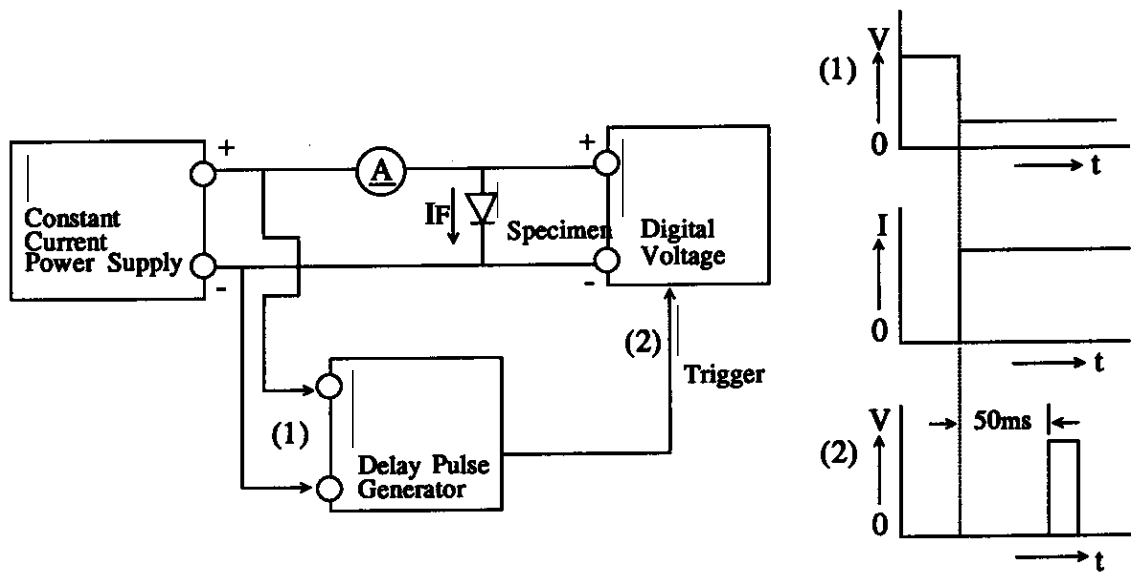 Constant
Current
Power Supply
+
-
A
IF
Specimen
+
-
Digital
Voltage
(1)
Delay Pulse
Generator
(2)
Trigger
(1)
V
0
t
I
0
t
(2)
V
0
50ms
t